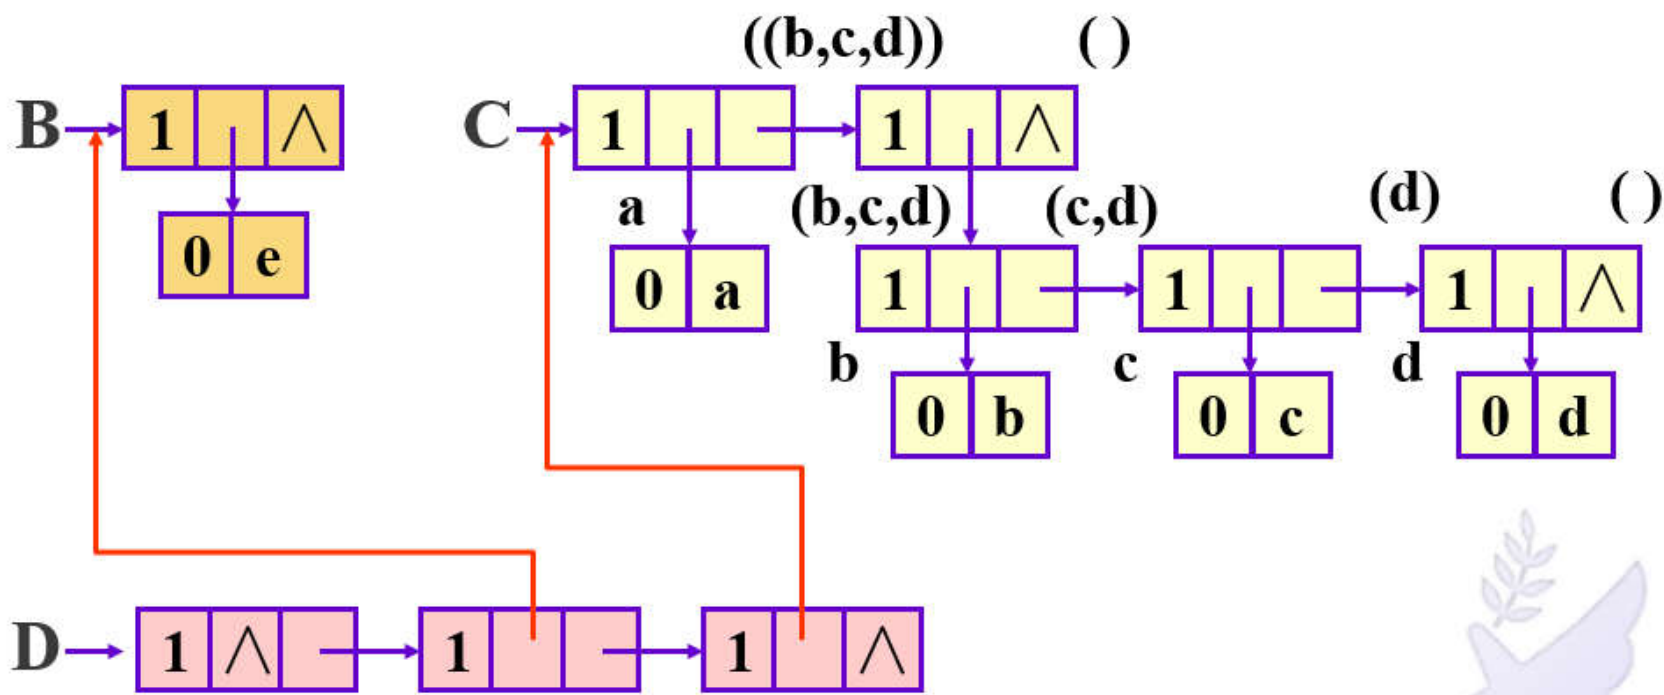 ((b,c,d)) ( )
B 1 ∧ C 1 1 ∧
a (b,c,d) (c,d) (d) ( )
0 e 0 a 1 1 1 ∧
b c d
0 b 0 c 0 d
D 1 ∧ 1 1 ∧